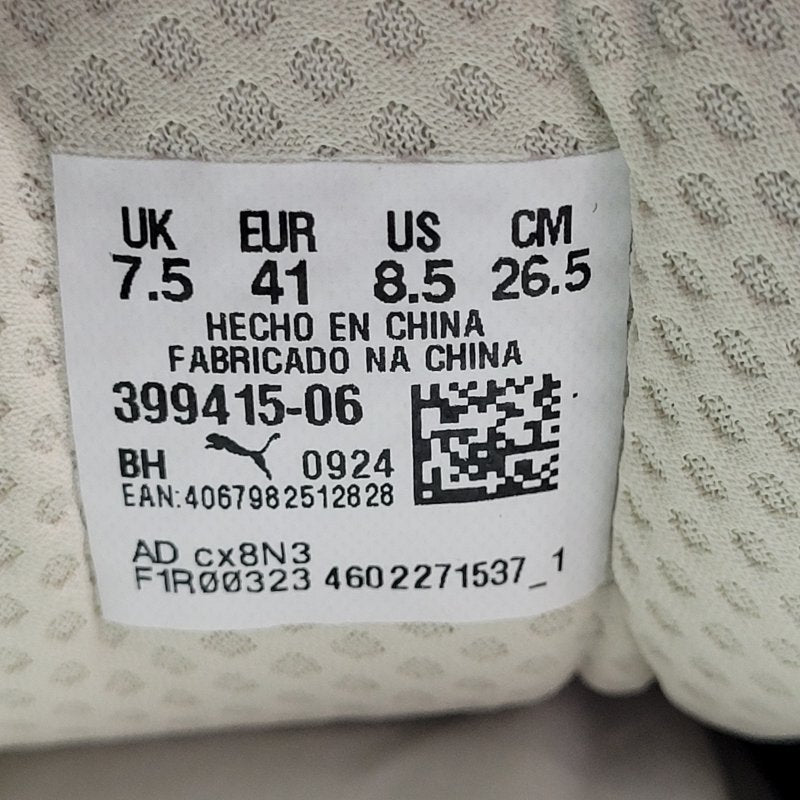 UK EUR US CM
7.5 41 8.5 26.5
HECHO EN CHINA
FABRICADO NA CHINA
399415-06
BH 0924
EAN:4067982512828
AD cx8N3
F1RØØ323 4602271537_1